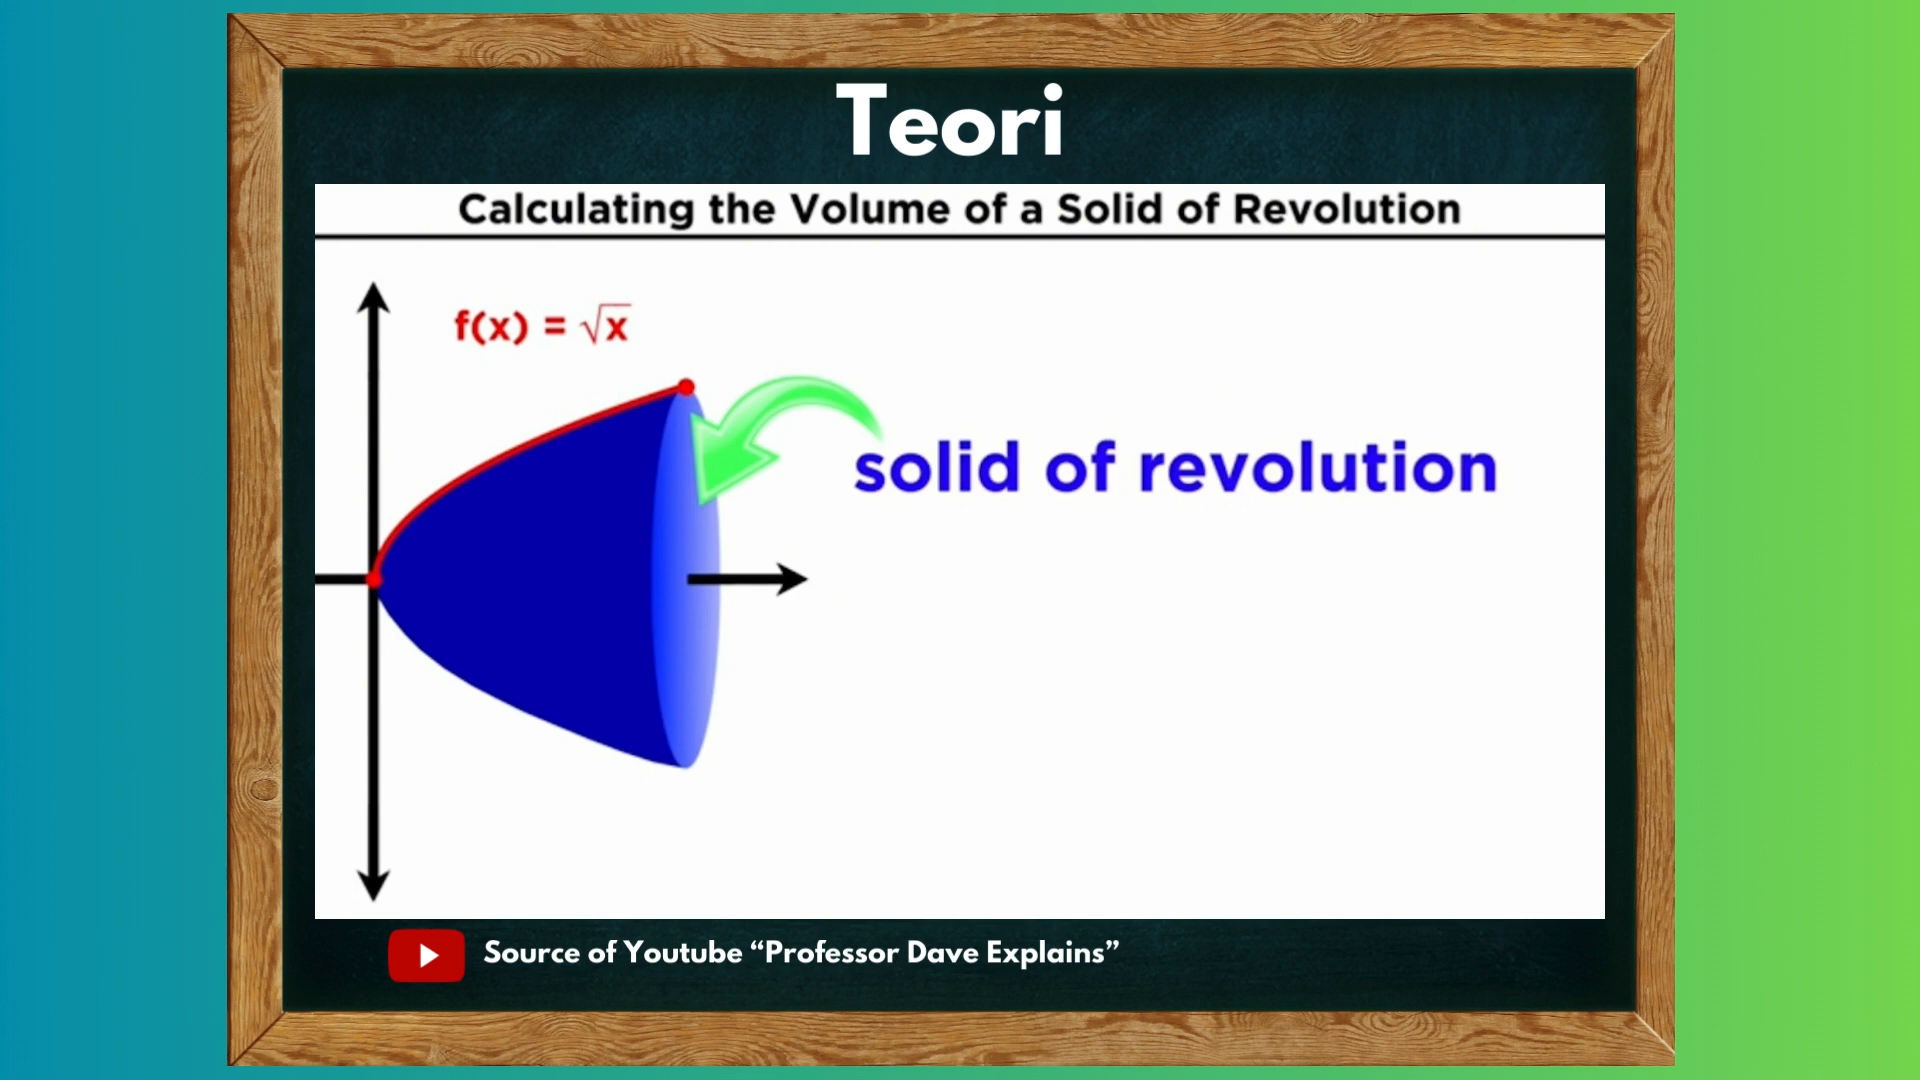 Teori
Calculating the Volume of a Solid of Revolution
f(x) = √x
solid of revolution
Source of Youtube “Professor Dave Explains”